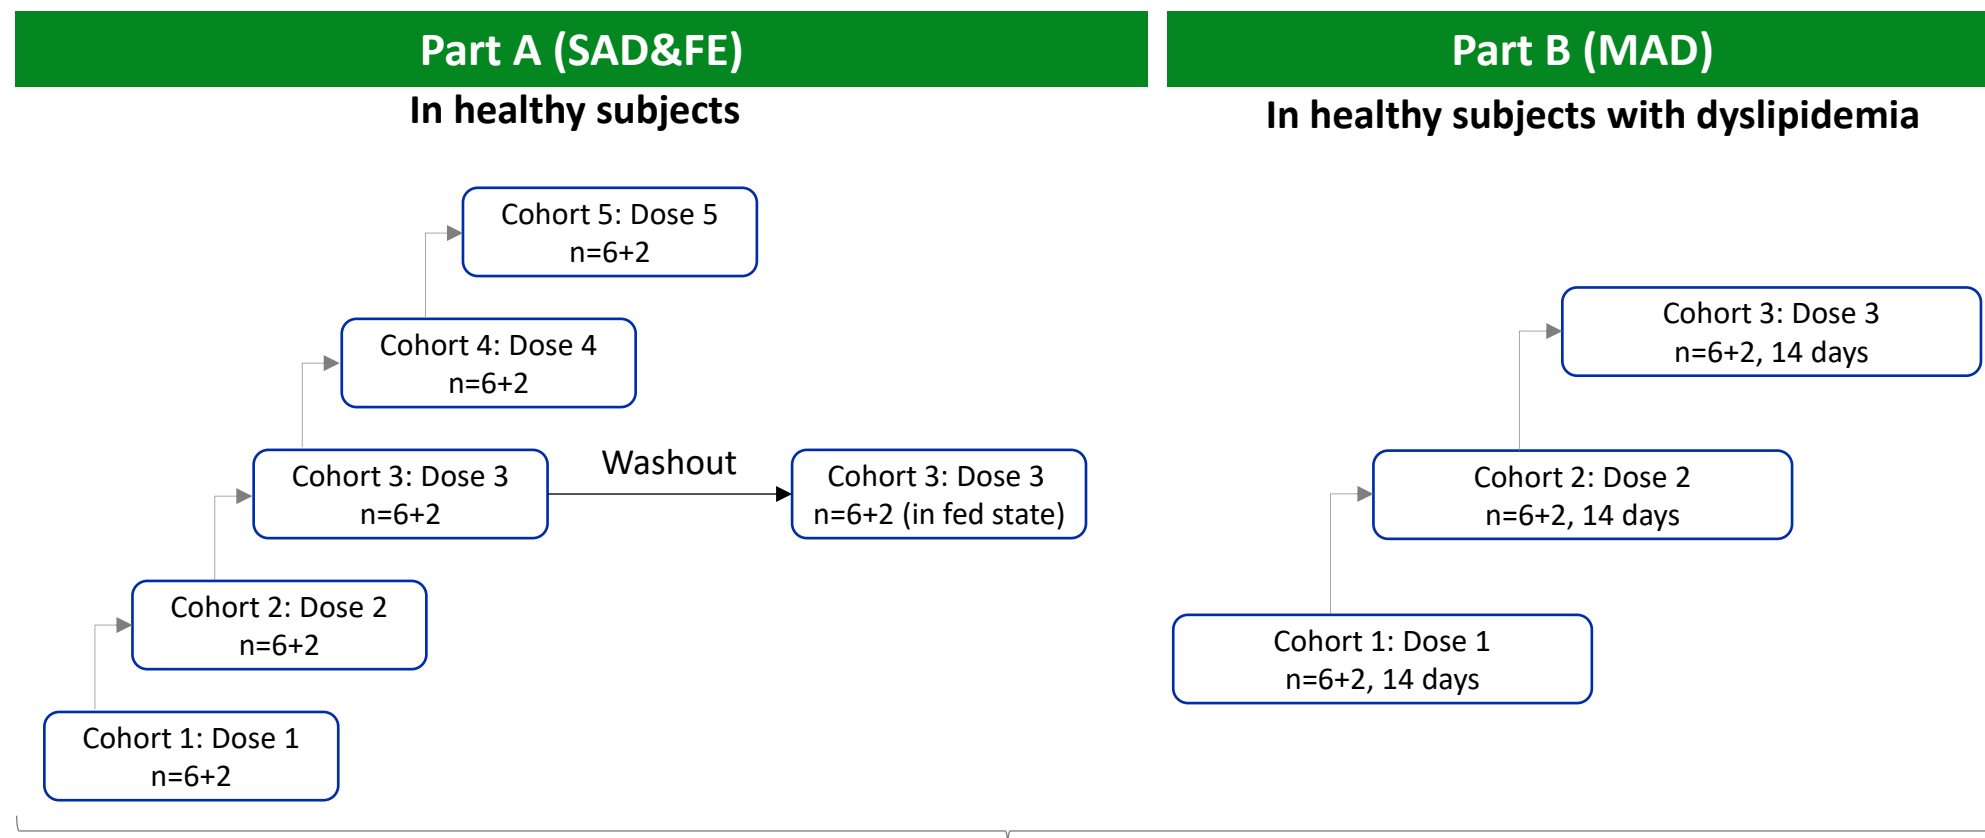 Part A (SAD&FE)
In healthy subjects
Cohort 5: Dose 5
n=6+2
Cohort 4: Dose 4
n=6+2
Cohort 3: Dose 3
n=6+2
Washout
Cohort 3: Dose 3
n=6+2 (in fed state)
Cohort 2: Dose 2
n=6+2
Cohort 1: Dose 1
n=6+2
Part B (MAD)
In healthy subjects with dyslipidemia
Cohort 3: Dose 3
n=6+2, 14 days
Cohort 2: Dose 2
n=6+2, 14 days
Cohort 1: Dose 1
n=6+2, 14 days